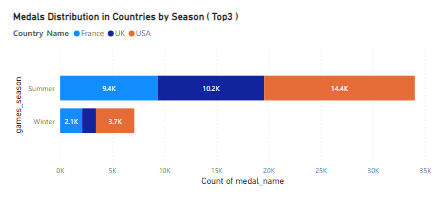 Medals Distribution in Countries by Season ( Top3 )
Country Name France UK USA
games_season
Summer 9.4K 10.2K 14.4K
Winter 2.1K 3.7K
0K 5K 10K 15K 20K 25K 30K 35K
Count of medal_name